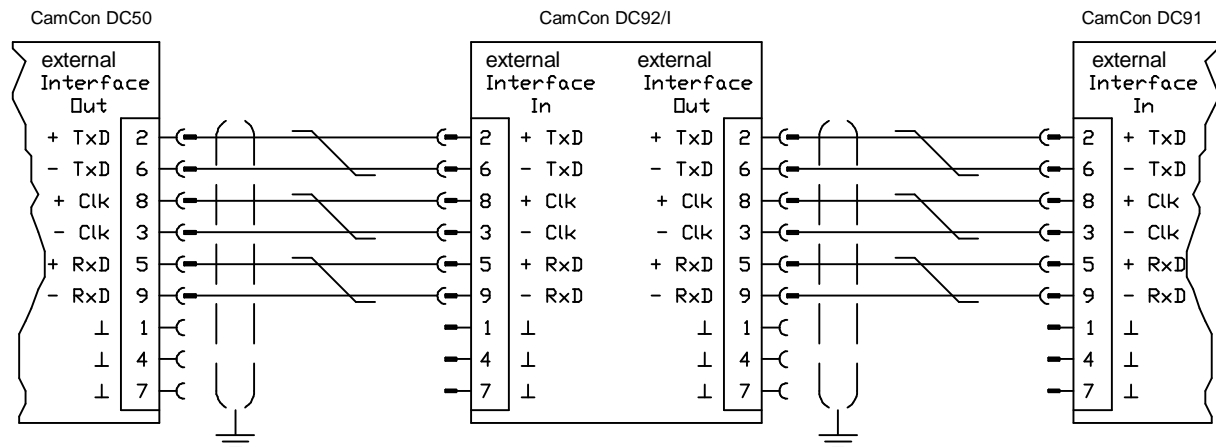 CamCon DC50 CamCon DC92/I CamCon DC91
external external external external
Interface Interface Interface Interface
Out In Out In
+ TxD 2 2 + TxD + TxD 2 2 + TxD
- TxD 6 6 - TxD - TxD 6 6 - TxD
+ Clk 8 8 + Clk + Clk 8 8 + Clk
- Clk 3 3 - Clk - Clk 3 3 - Clk
+ RxD 5 5 + RxD + RxD 5 5 + RxD
- RxD 9 9 - RxD - RxD 9 9 - RxD
⊥ 1 1 ⊥ ⊥ 1 1 ⊥
⊥ 4 4 ⊥ ⊥ 4 4 ⊥
⊥ 7 7 ⊥ ⊥ 7 7 ⊥